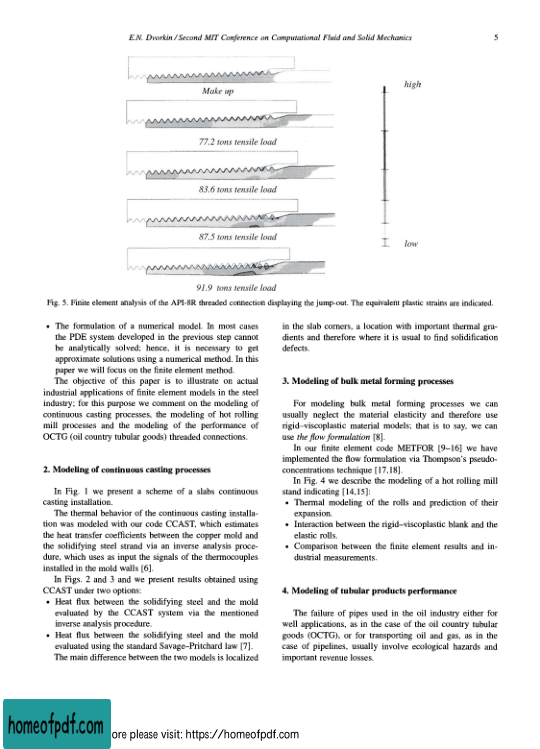 E.N. Dvorkin / Second MIT Conference on Computational Fluid and Solid Mechanics
5
Make up
77.2 tons tensile load
83.6 tons tensile load
87.5 tons tensile load
91.9 tons tensile load
high
low
Fig. 5. Finite element analysis of the API-8R threaded connection displaying the jump-out. The equivalent plastic strains are indicated.
• The formulation of a numerical model. In most cases
the PDE system developed in the previous step cannot
be analytically solved; hence, it is necessary to get
approximate solutions using a numerical method. In this
paper we will focus on the finite element method.
The objective of this paper is to illustrate on actual
industrial applications of finite element models in the steel
industry; for this purpose we comment on the modeling of
continuous casting processes, the modeling of hot rolling
mill processes and the modeling of the performance of
OCTG (oil country tubular goods) threaded connections.
2. Modeling of continuous casting processes
In Fig. 1 we present a scheme of a slabs continuous
casting installation.
The thermal behavior of the continuous casting installa-
tion was modeled with our code CCAST, which estimates
the heat transfer coefficients between the copper mold and
the solidifying steel strand via an inverse analysis proce-
dure, which uses as input the signals of the thermocouples
installed in the mold walls [6].
In Figs. 2 and 3 and we present results obtained using
CCAST under two options:
• Heat flux between the solidifying steel and the mold
evaluated by the CCAST system via the mentioned
inverse analysis procedure.
• Heat flux between the solidifying steel and the mold
evaluated using the standard Savage–Pritchard law [7].
The main difference between the two models is localized
in the slab corners, a location with important thermal gra-
dients and therefore where it is usual to find solidification
defects.
3. Modeling of bulk metal forming processes
For modeling bulk metal forming processes we can
usually neglect the material elasticity and therefore use
rigid–viscoplastic material models; that is to say, we can
use the flow formulation [8].
In our finite element code METFOR [9–16] we have
implemented the flow formulation via Thompson's pseudo-
concentrations technique [17,18].
In Fig. 4 we describe the modeling of a hot rolling mill
stand indicating [14,15]:
• Thermal modeling of the rolls and prediction of their
expansion.
• Interaction between the rigid–viscoplastic blank and the
elastic rolls.
• Comparison between the finite element results and in-
dustrial measurements.
4. Modeling of tubular products performance
The failure of pipes used in the oil industry either for
well applications, as in the case of the oil country tubular
goods (OCTG), or for transporting oil and gas, as in the
case of pipelines, usually involve ecological hazards and
important revenue losses.
homeofpdf.com
ore please visit: https://homeofpdf.com